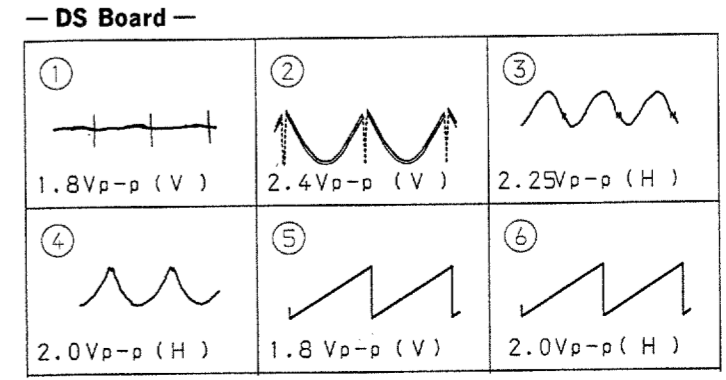 — DS Board —
① ② ③
1.8Vp-p ( V ) 2.4Vp-p ( V ) 2.25Vp-p ( H )
④ ⑤ ⑥
2.0Vp-p ( H ) 1.8 Vp-p ( V ) 2.0Vp-p( H )